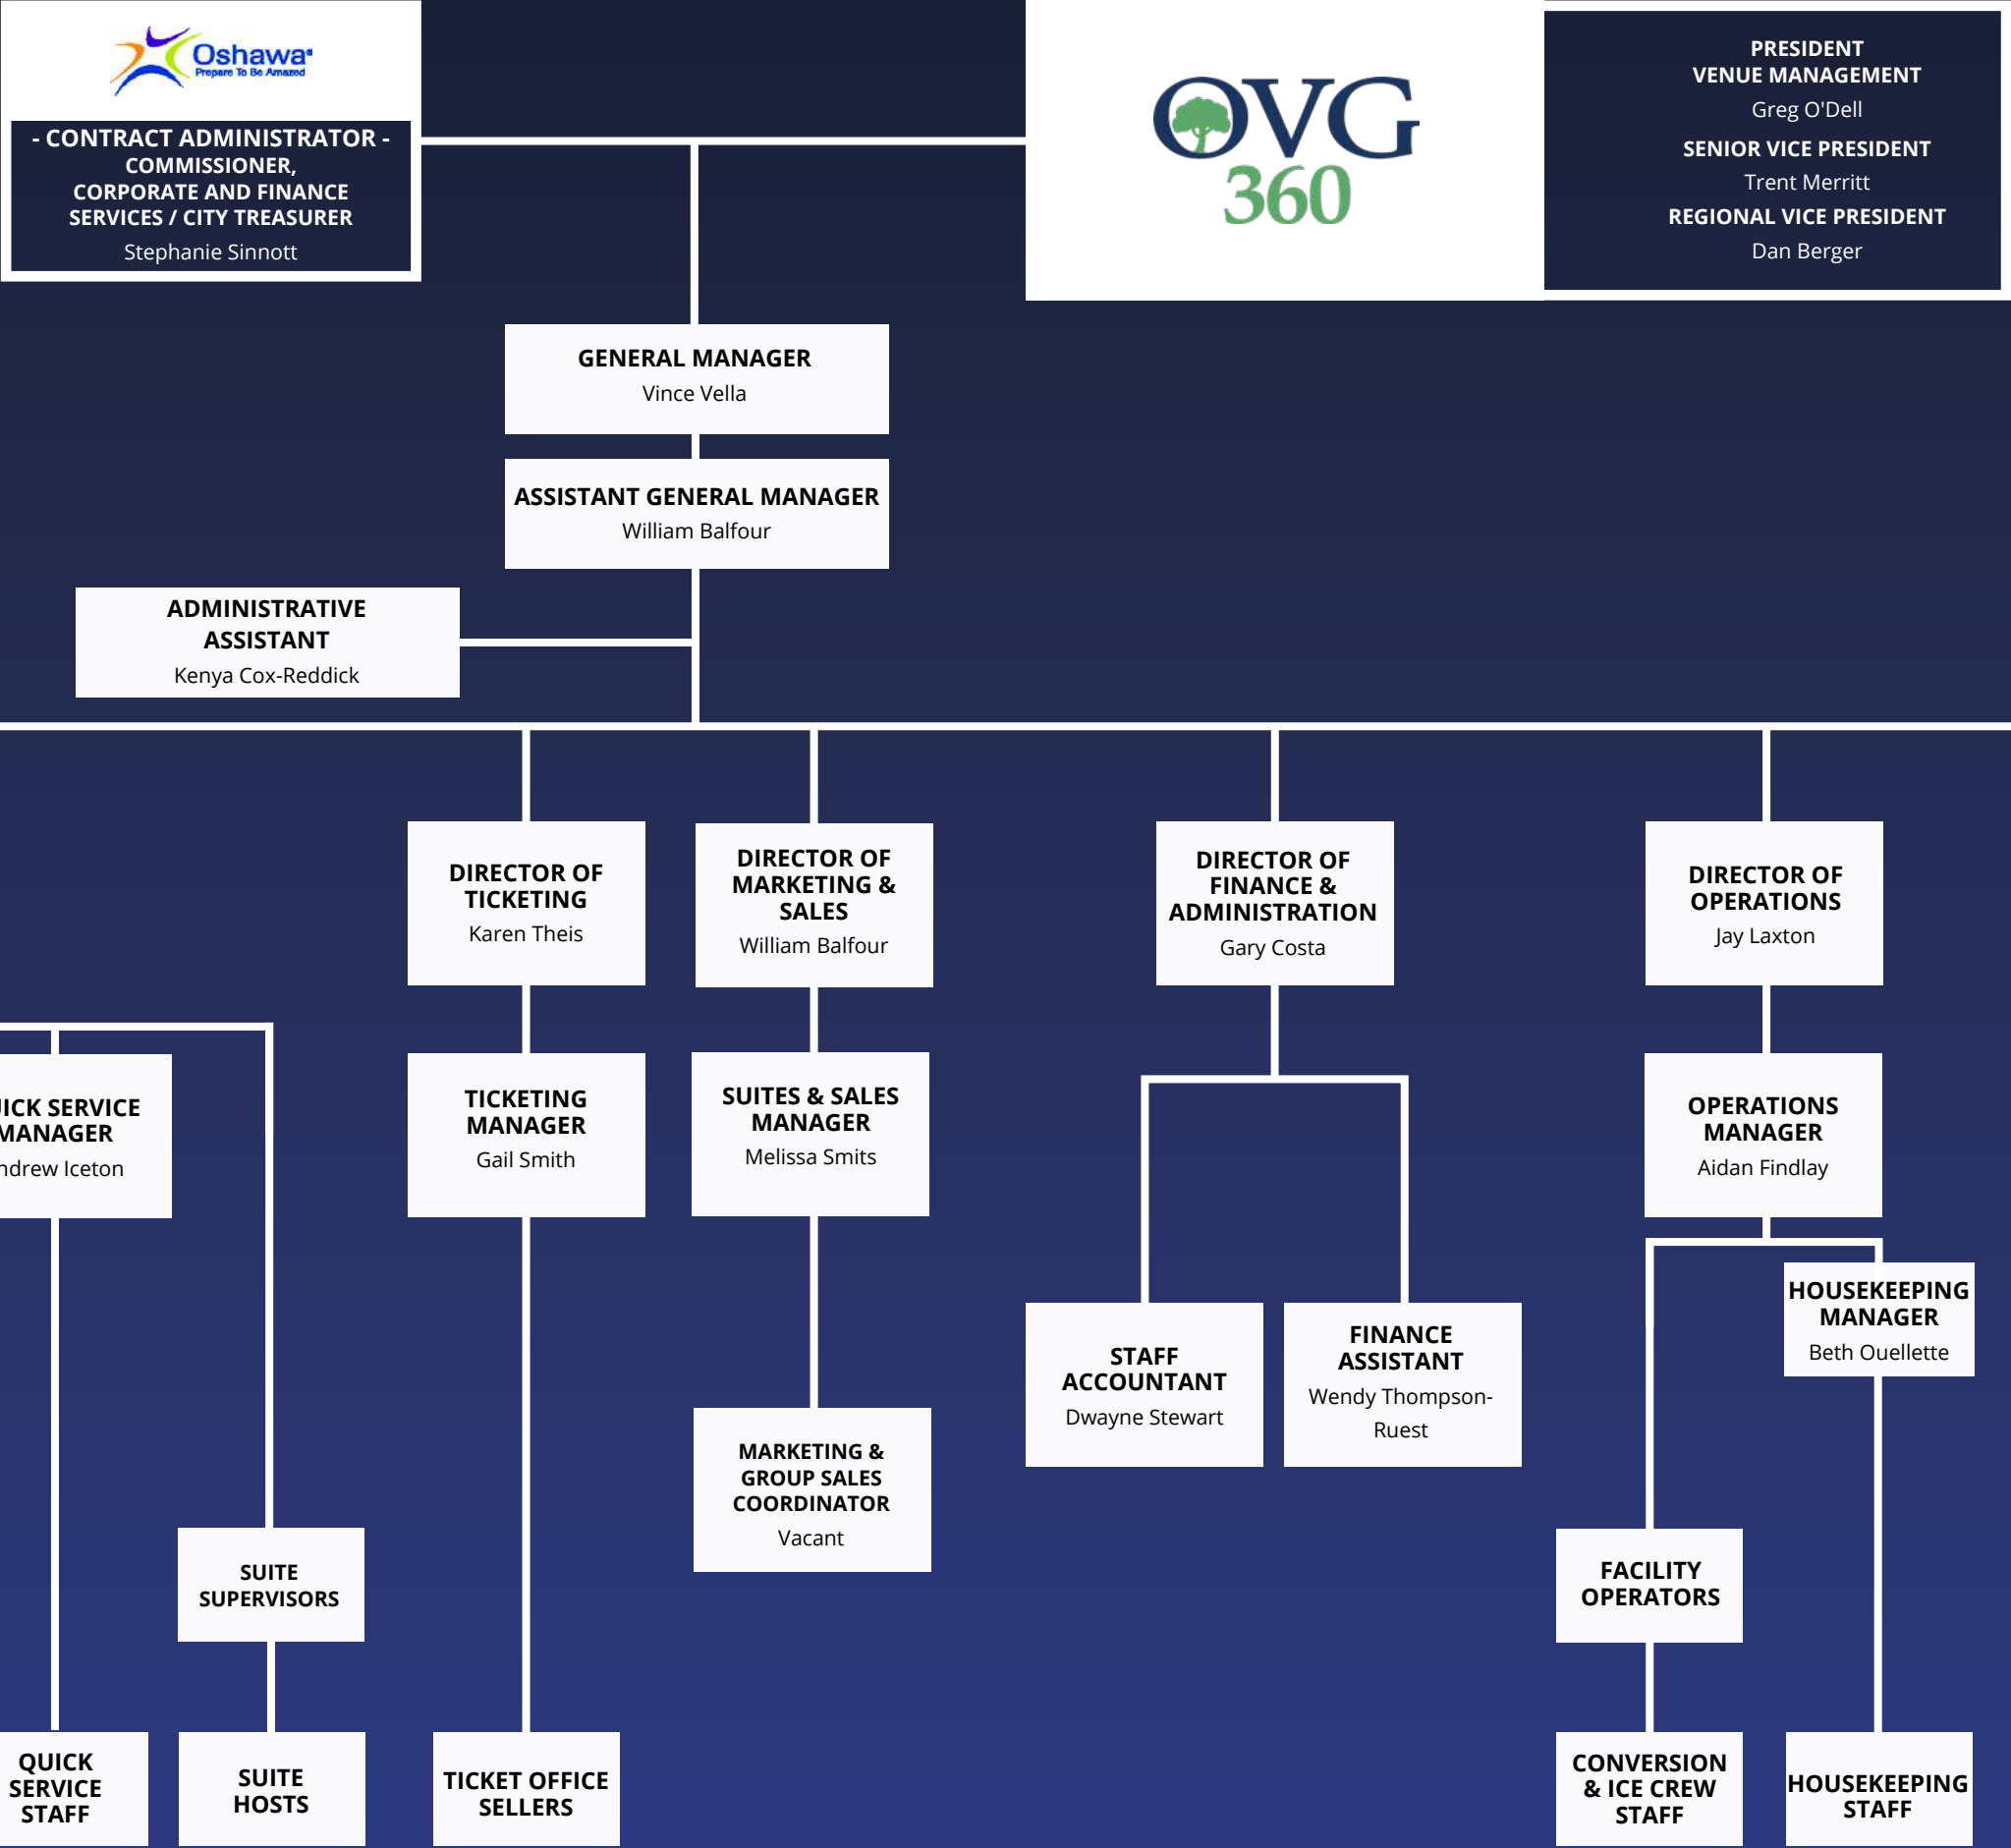 Oshawa
Prepare To Be Amazed
- CONTRACT ADMINISTRATOR -
COMMISSIONER,
CORPORATE AND FINANCE
SERVICES / CITY TREASURER
Stephanie Sinnott
OVG
360
PRESIDENT
VENUE MANAGEMENT
Greg O'Dell
SENIOR VICE PRESIDENT
Trent Merritt
REGIONAL VICE PRESIDENT
Dan Berger
GENERAL MANAGER
Vince Vella
ASSISTANT GENERAL MANAGER
William Balfour
ADMINISTRATIVE
ASSISTANT
Kenya Cox-Reddick
DIRECTOR OF
TICKETING
Karen Theis
DIRECTOR OF
MARKETING &
SALES
William Balfour
DIRECTOR OF
FINANCE &
ADMINISTRATION
Gary Costa
DIRECTOR OF
OPERATIONS
Jay Laxton
SERVICE
MANAGER
Iceton
TICKETING
MANAGER
Gail Smith
SUITES & SALES
MANAGER
Melissa Smits
OPERATIONS
MANAGER
Aidan Findlay
HOUSEKEEPING
MANAGER
Beth Ouellette
STAFF
ACCOUNTANT
Dwayne Stewart
FINANCE
ASSISTANT
Wendy Thompson-
Ruest
MARKETING &
GROUP SALES
COORDINATOR
Vacant
SUITE
SUPERVISORS
FACILITY
OPERATORS
QUICK
SERVICE
STAFF
SUITE
HOSTS
TICKET OFFICE
SELLERS
CONVERSION
& ICE CREW
STAFF
HOUSEKEEPING
STAFF